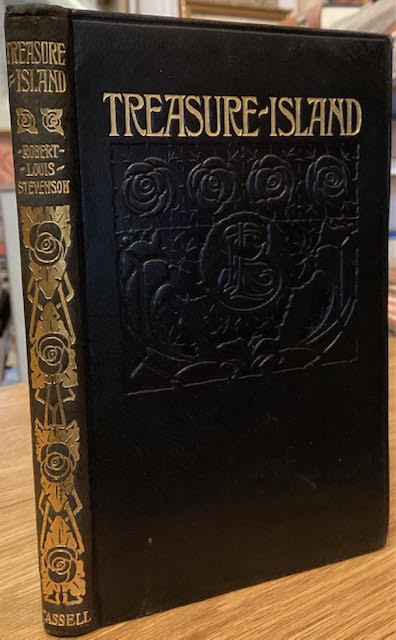 TREASURE
-ISLAND
-ROBERT-
-LOUIS-
STEVENSON
CASSELL
TREASURE-ISLAND